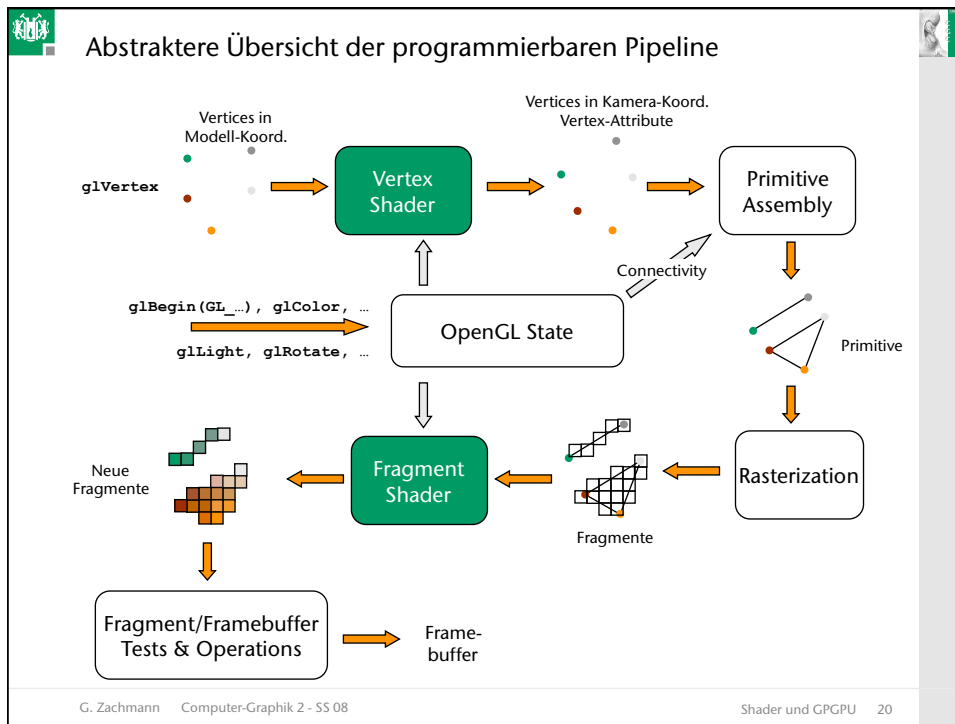 Abstraktere Übersicht der programmierbaren Pipeline
Vertices in
Modell-Koord.
Vertices in Kamera-Koord.
Vertex-Attribute
glVertex
Vertex
Shader
Primitive
Assembly
Connectivity
glBegin(GL_…), glColor, …
glLight, glRotate, …
OpenGL State
Primitive
Neue
Fragmente
Fragment
Shader
Fragmente
Rasterization
Fragment/Framebuffer
Tests & Operations
Frame-
buffer
G. Zachmann Computer-Graphik 2 - SS 08
Shader und GPGPU 20